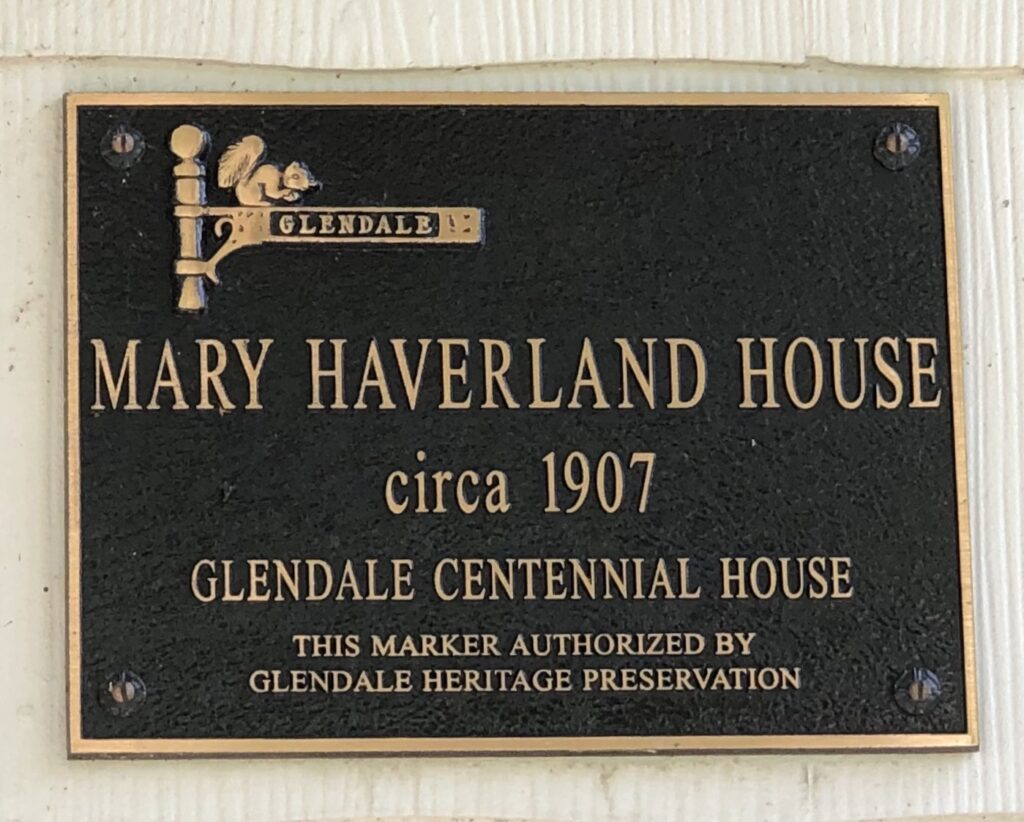 GLENDALE
MARY HAVERLAND HOUSE
circa 1907
GLENDALE CENTENNIAL HOUSE
THIS MARKER AUTHORIZED BY
GLENDALE HERITAGE PRESERVATION